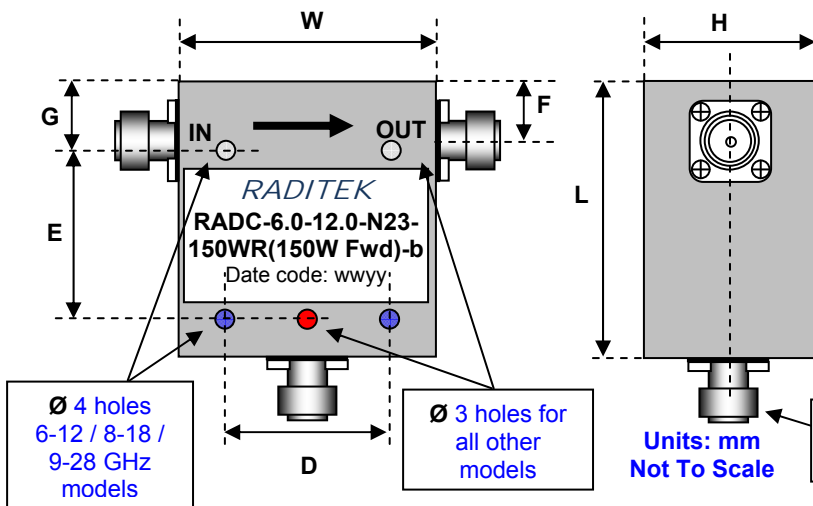 W
H
G
F
IN
OUT
RADITEK
RADC-6.0-12.0-N23-
150WR(150W Fwd)-b
Date code: wwyy
E
L
Ø 4 holes
6-12 / 8-18 /
9-28 GHz
models
D
Ø 3 holes for
all other
models
Units: mm
Not To Scale